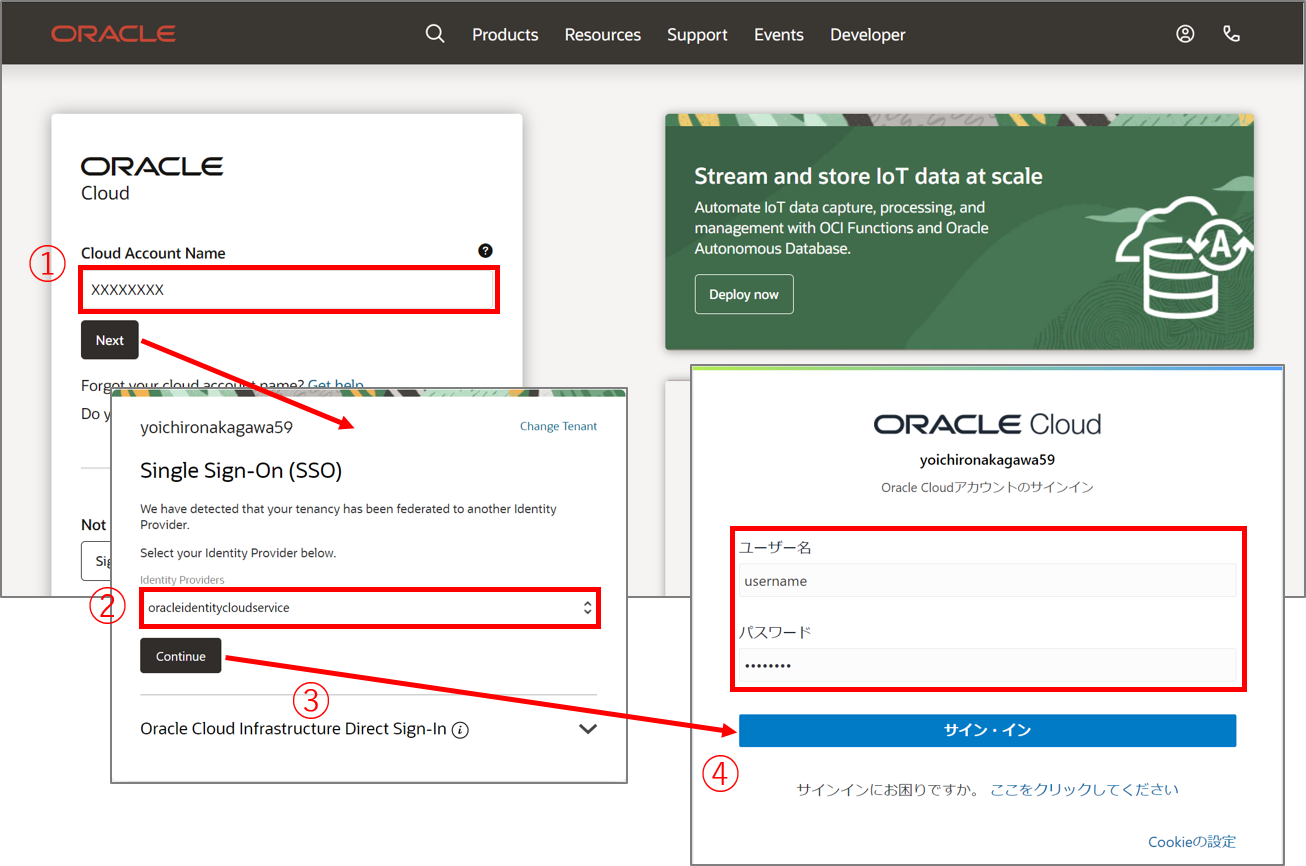 ORACLE
Products Resources Support Events Developer
ORACLE
Cloud
Cloud Account Name ?
①
XXXXXXXX
Next
Forgot your cloud account name? Get help
Do y
Not
Sig
Stream and store IoT data at scale
Automate IoT data capture, processing, and
management with OCI Functions and Oracle
Autonomous Database.
Deploy now
A
yoichironakagawa59 Change Tenant
Single Sign-On (SSO)
We have detected that your tenancy has been federated to another Identity
Provider.
Select your Identity Provider below.
Identity Providers
②
oracleidentitycloudservice
Continue
③
Oracle Cloud Infrastructure Direct Sign-In i
ORACLE Cloud
yoichironakagawa59
Oracle Cloudアカウントのサインイン
ユーザー名
username
パスワード
••••••••
サイン・イン
④
サインインにお困りですか。 ここをクリックしてください
Cookieの設定